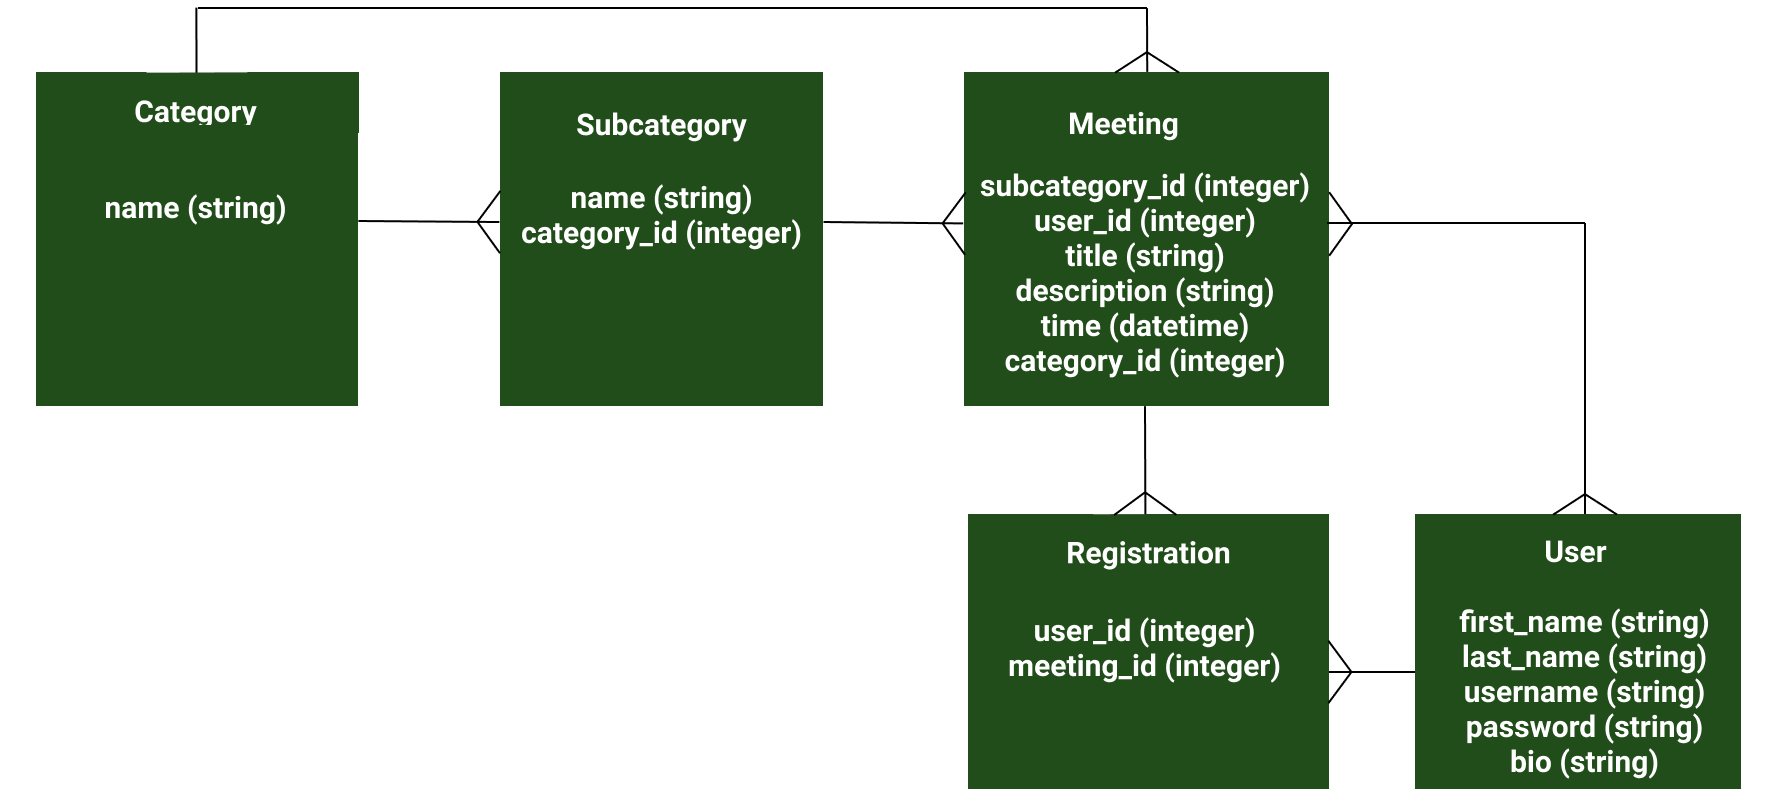 Category
name (string)
Subcategory
name (string)
category_id (integer)
Meeting
subcategory_id (integer)
user_id (integer)
title (string)
description (string)
time (datetime)
category_id (integer)
Registration
user_id (integer)
meeting_id (integer)
User
first_name (string)
last_name (string)
username (string)
password (string)
bio (string)